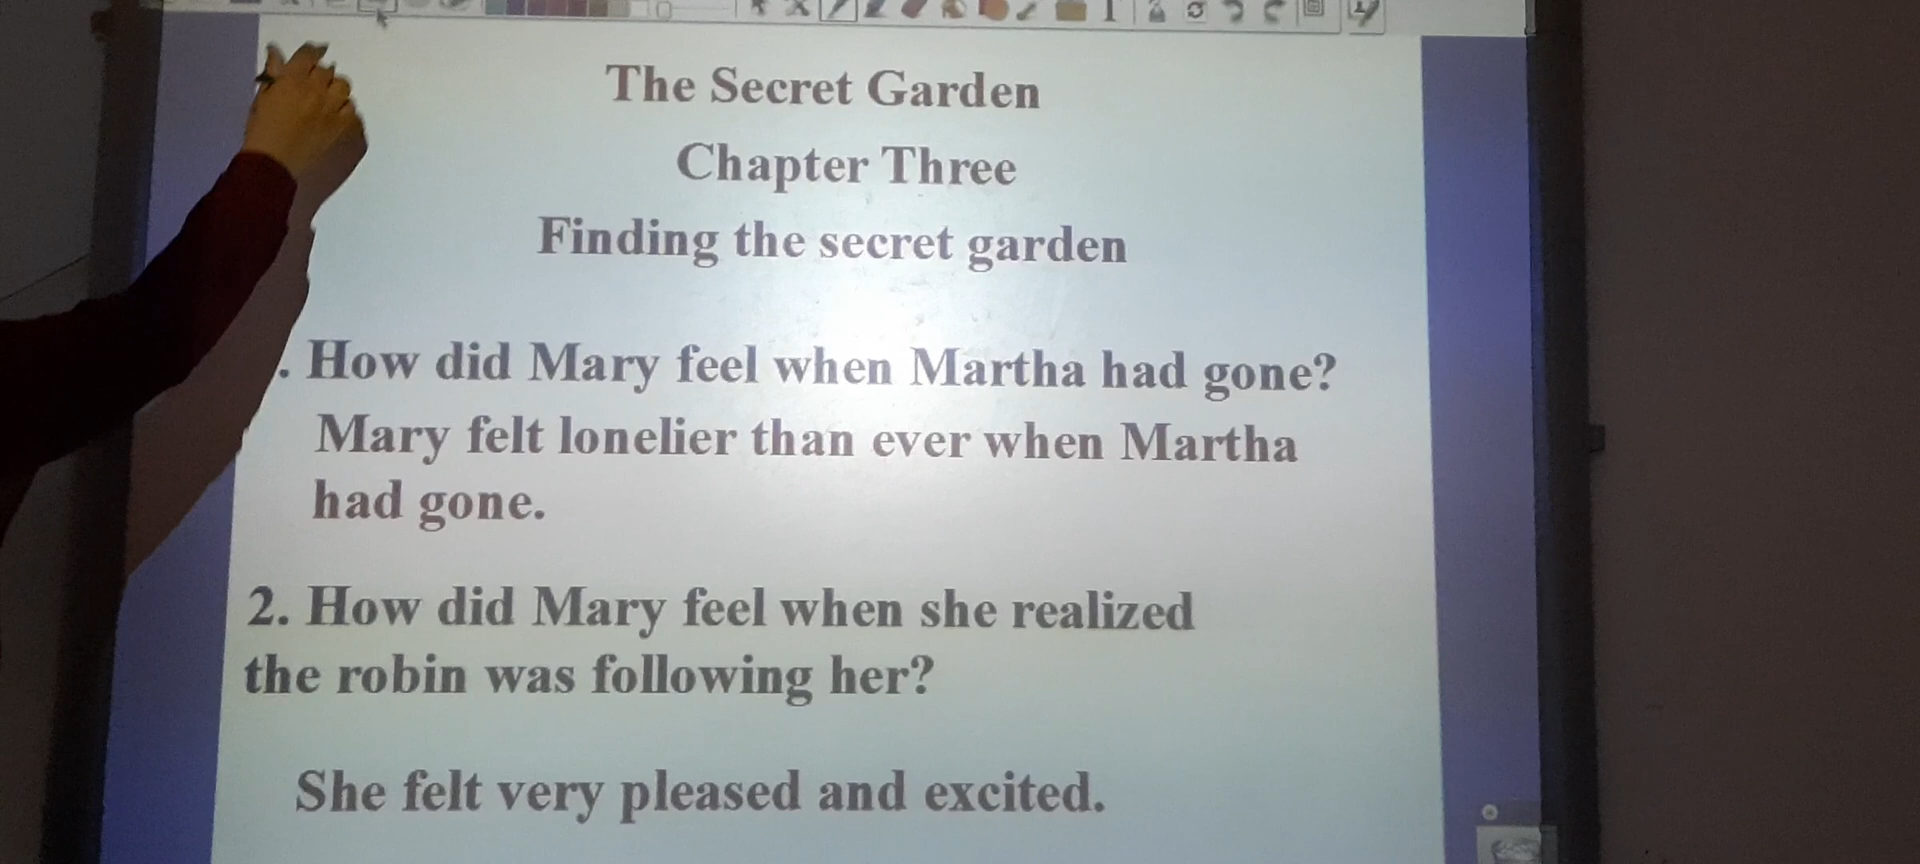 The Secret Garden
Chapter Three
Finding the secret garden
. How did Mary feel when Martha had gone?
Mary felt lonelier than ever when Martha
had gone.
2. How did Mary feel when she realized
the robin was following her?
She felt very pleased and excited.